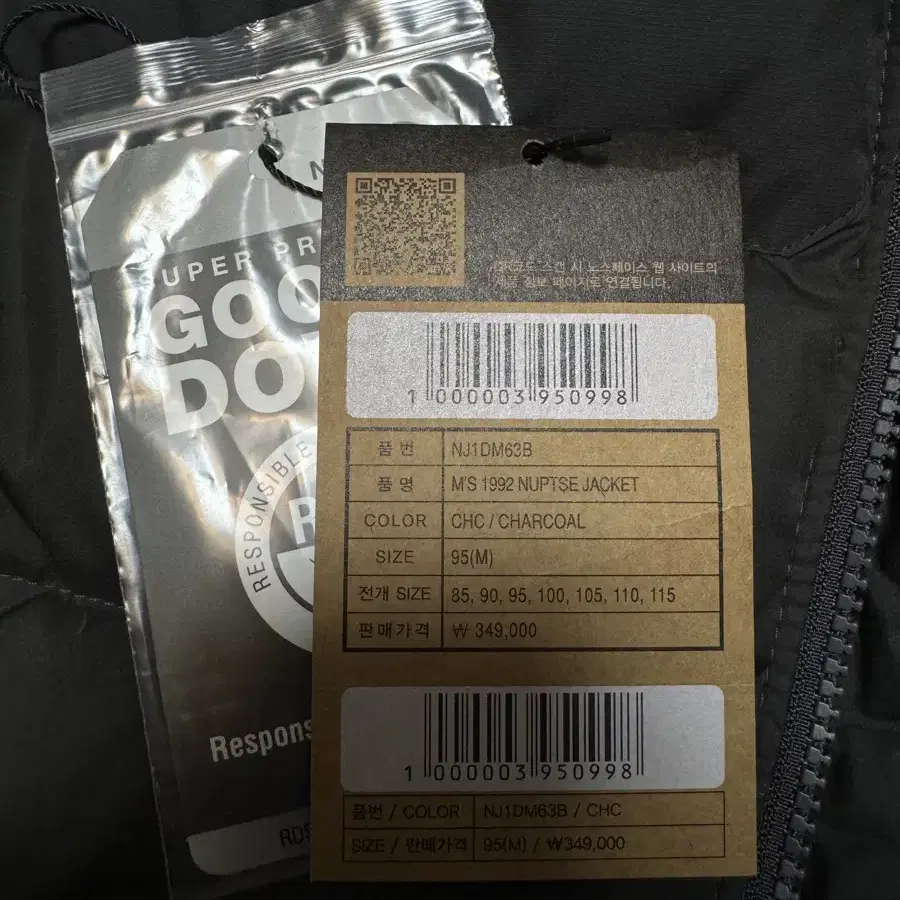 N
SUPER PR
GOO
DO
RESPONSIBLE
R
Respons
RDS
QR코드 스캔 시 노스페이스 웹 사이트의
제품 정보 페이지로 연결됩니다.
1 000003 950998
품 번 NJ1DM63B
품 명 M'S 1992 NUPTSE JACKET
COLOR CHC / CHARCOAL
SIZE 95(M)
전개 SIZE 85, 90, 95, 100, 105, 110, 115
판매가격 ₩ 349,000
1 000003 950998
품번 / COLOR NJ1DM63B / CHC
SIZE / 판매가격 95(M) / ₩349,000